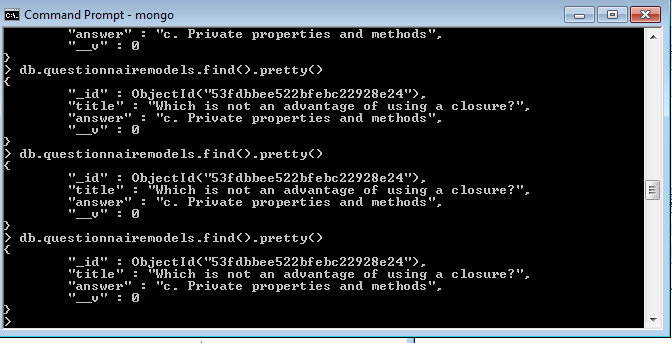 Command Prompt - mongo
"answer" : "c. Private properties and methods",
"__v" : 0
}
> db.questionnairemodels.find().pretty()
{
"_id" : ObjectId("53fdbbee522bfebc22928e24"),
"title" : "Which is not an advantage of using a closure?",
"answer" : "c. Private properties and methods",
"__v" : 0
}
> db.questionnairemodels.find().pretty()
{
"_id" : ObjectId("53fdbbee522bfebc22928e24"),
"title" : "Which is not an advantage of using a closure?",
"answer" : "c. Private properties and methods",
"__v" : 0
}
> db.questionnairemodels.find().pretty()
{
"_id" : ObjectId("53fdbbee522bfebc22928e24"),
"title" : "Which is not an advantage of using a closure?",
"answer" : "c. Private properties and methods",
"__v" : 0
}
>